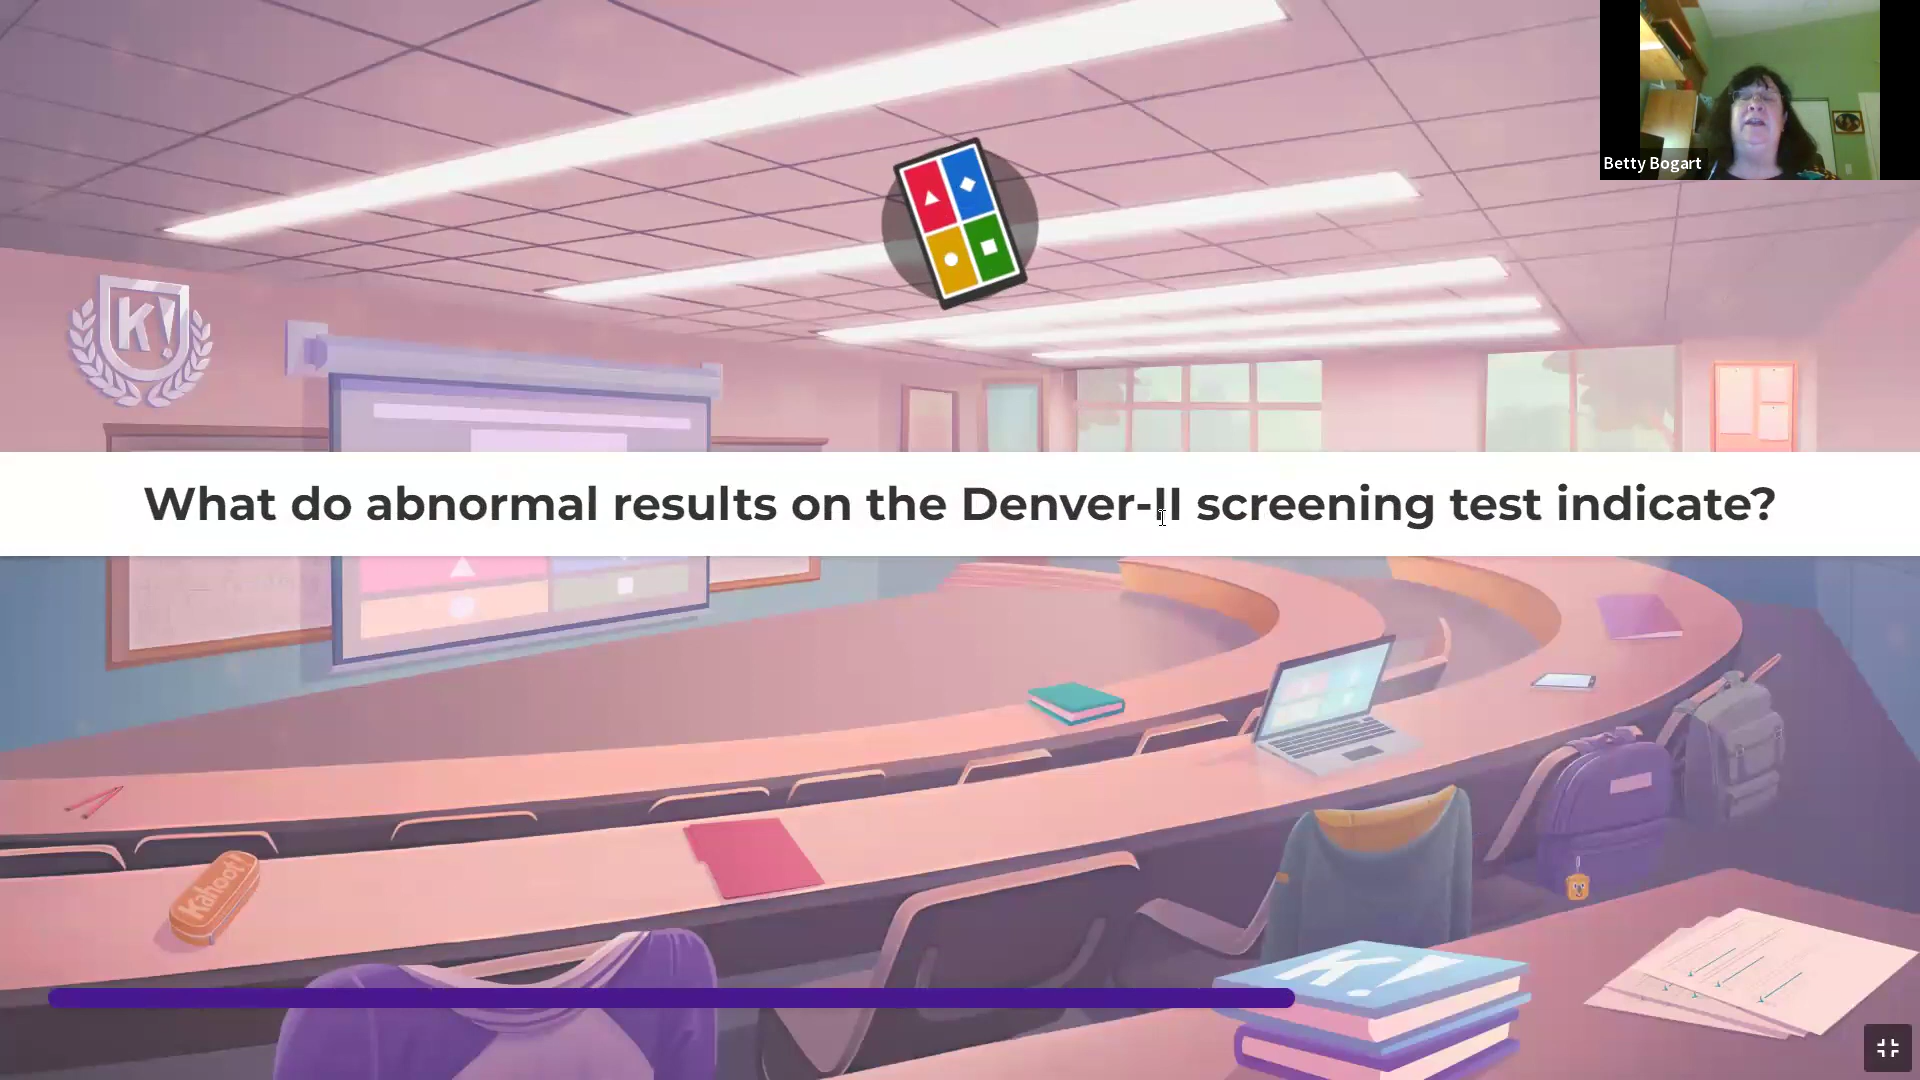 Betty Bogart
K!
What do abnormal results on the Denver-II screening test indicate?
Kahoot!
K!